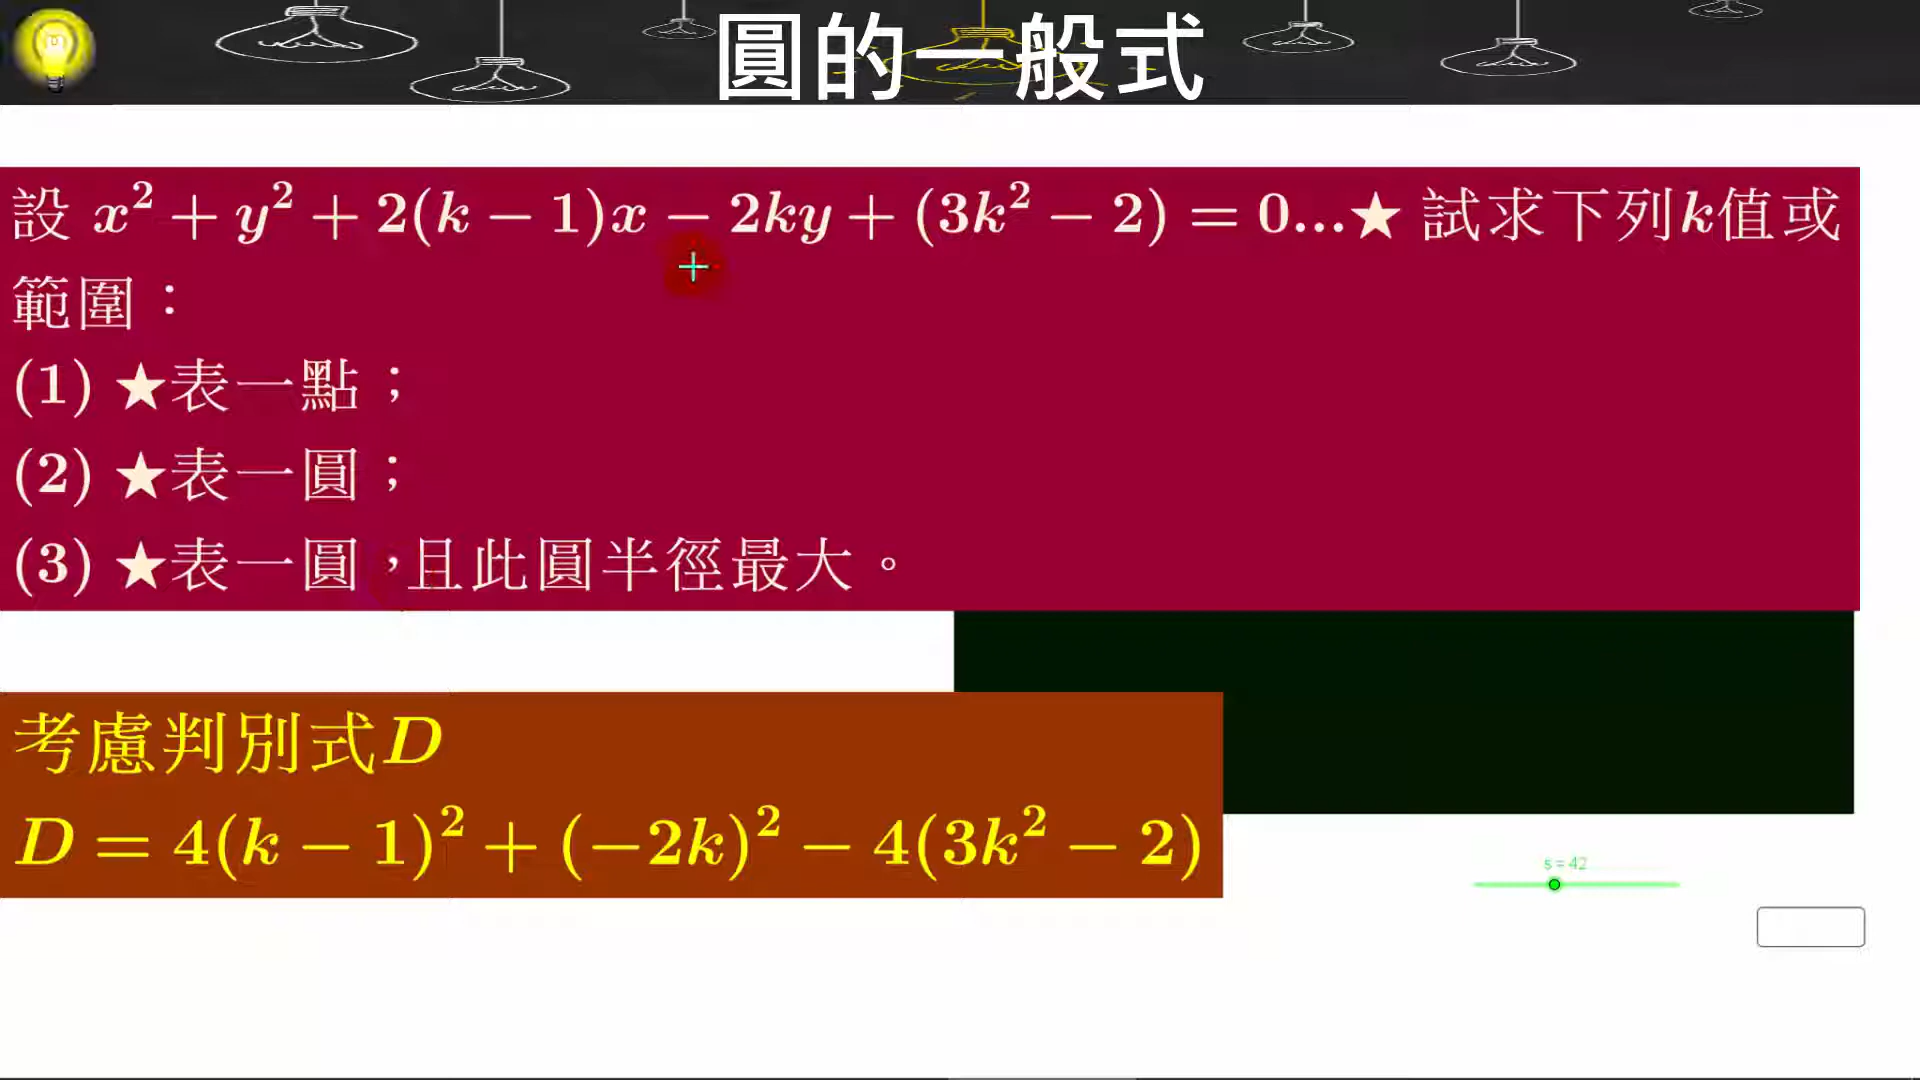 圓的一般式
設 x² + y² + 2(k − 1)x − 2ky + (3k² − 2) = 0...★ 試求下列k值或
範圍：
(1) ★表一點；
(2) ★表一圓；
(3) ★表一圓，且此圓半徑最大。
考慮判別式D
D = 4(k − 1)² + (−2k)² − 4(3k² − 2)
s = 42